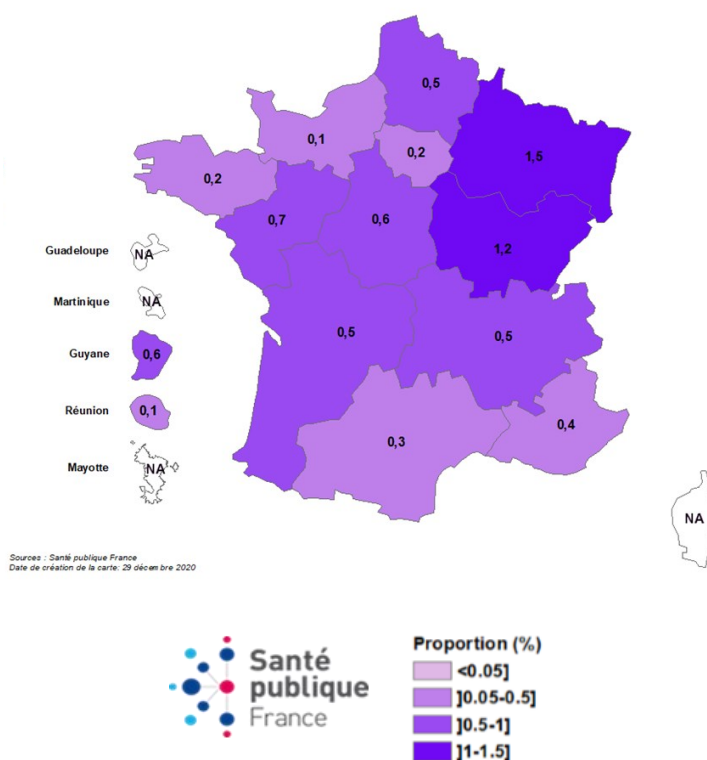 0,5
0,1
0,2
1,5
0,2
0,7
0,6
1,2
Guadeloupe NA
Martinique NA
Guyane 0,6
0,5
0,5
Réunion 0,1
0,4
0,3
Mayotte NA
NA
Sources : Santé publique France
Date de création de la carte: 29 décembre 2020
Santé
publique
France
Proportion (%)
<0.05]
]0.05-0.5]
]0.5-1]
]1-1.5]